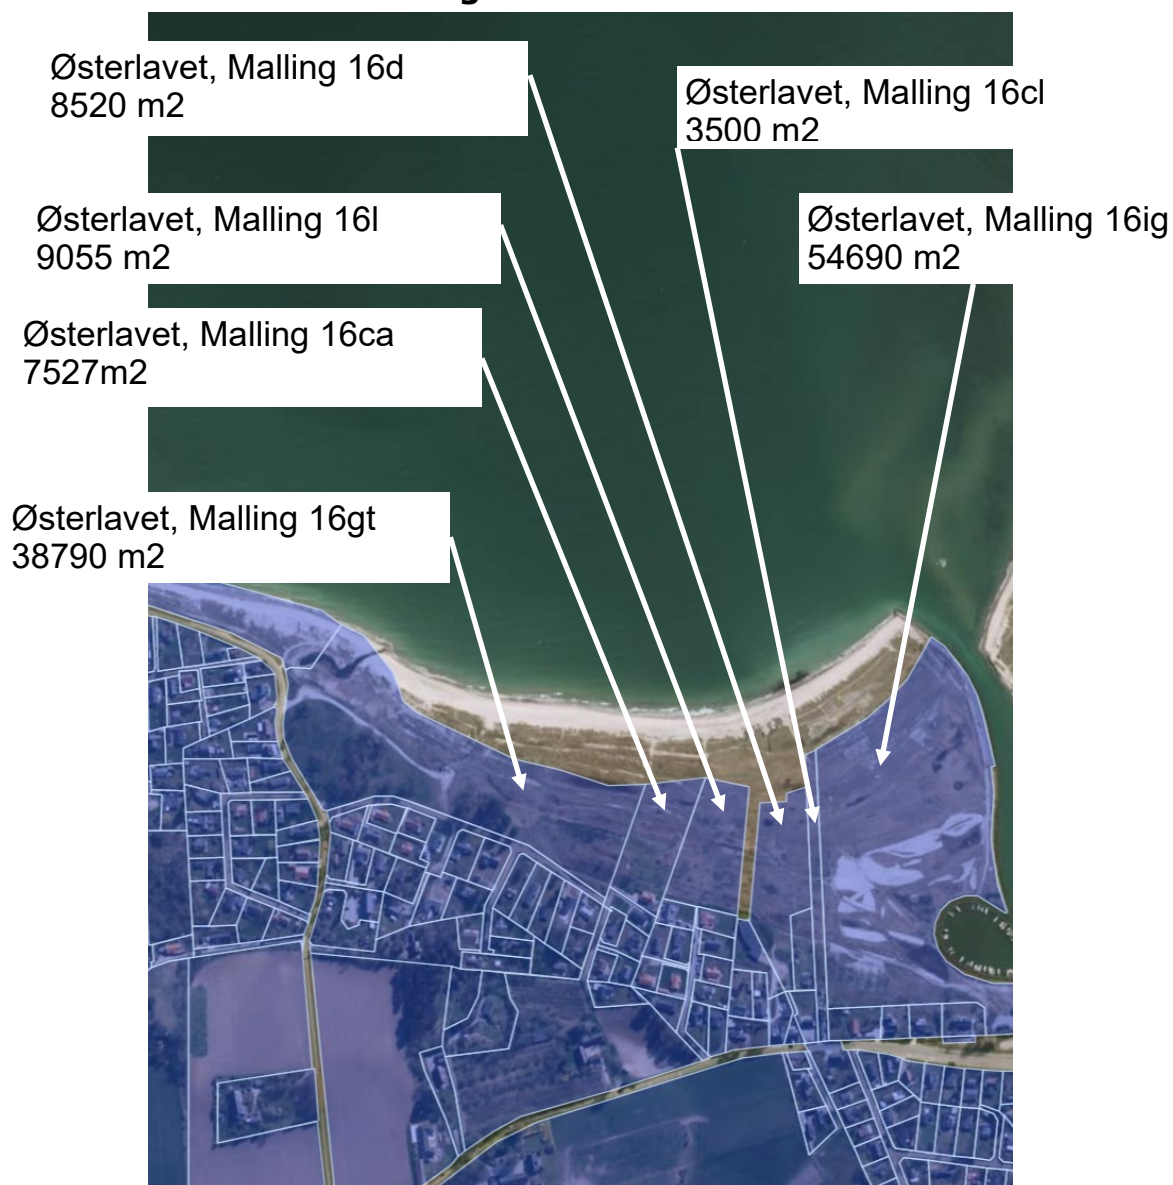 Østerlavet, Malling 16d
8520 m2
Østerlavet, Malling 16cl
3500 m2
Østerlavet, Malling 16l
9055 m2
Østerlavet, Malling 16ig
54690 m2
Østerlavet, Malling 16ca
7527m2
Østerlavet, Malling 16gt
38790 m2